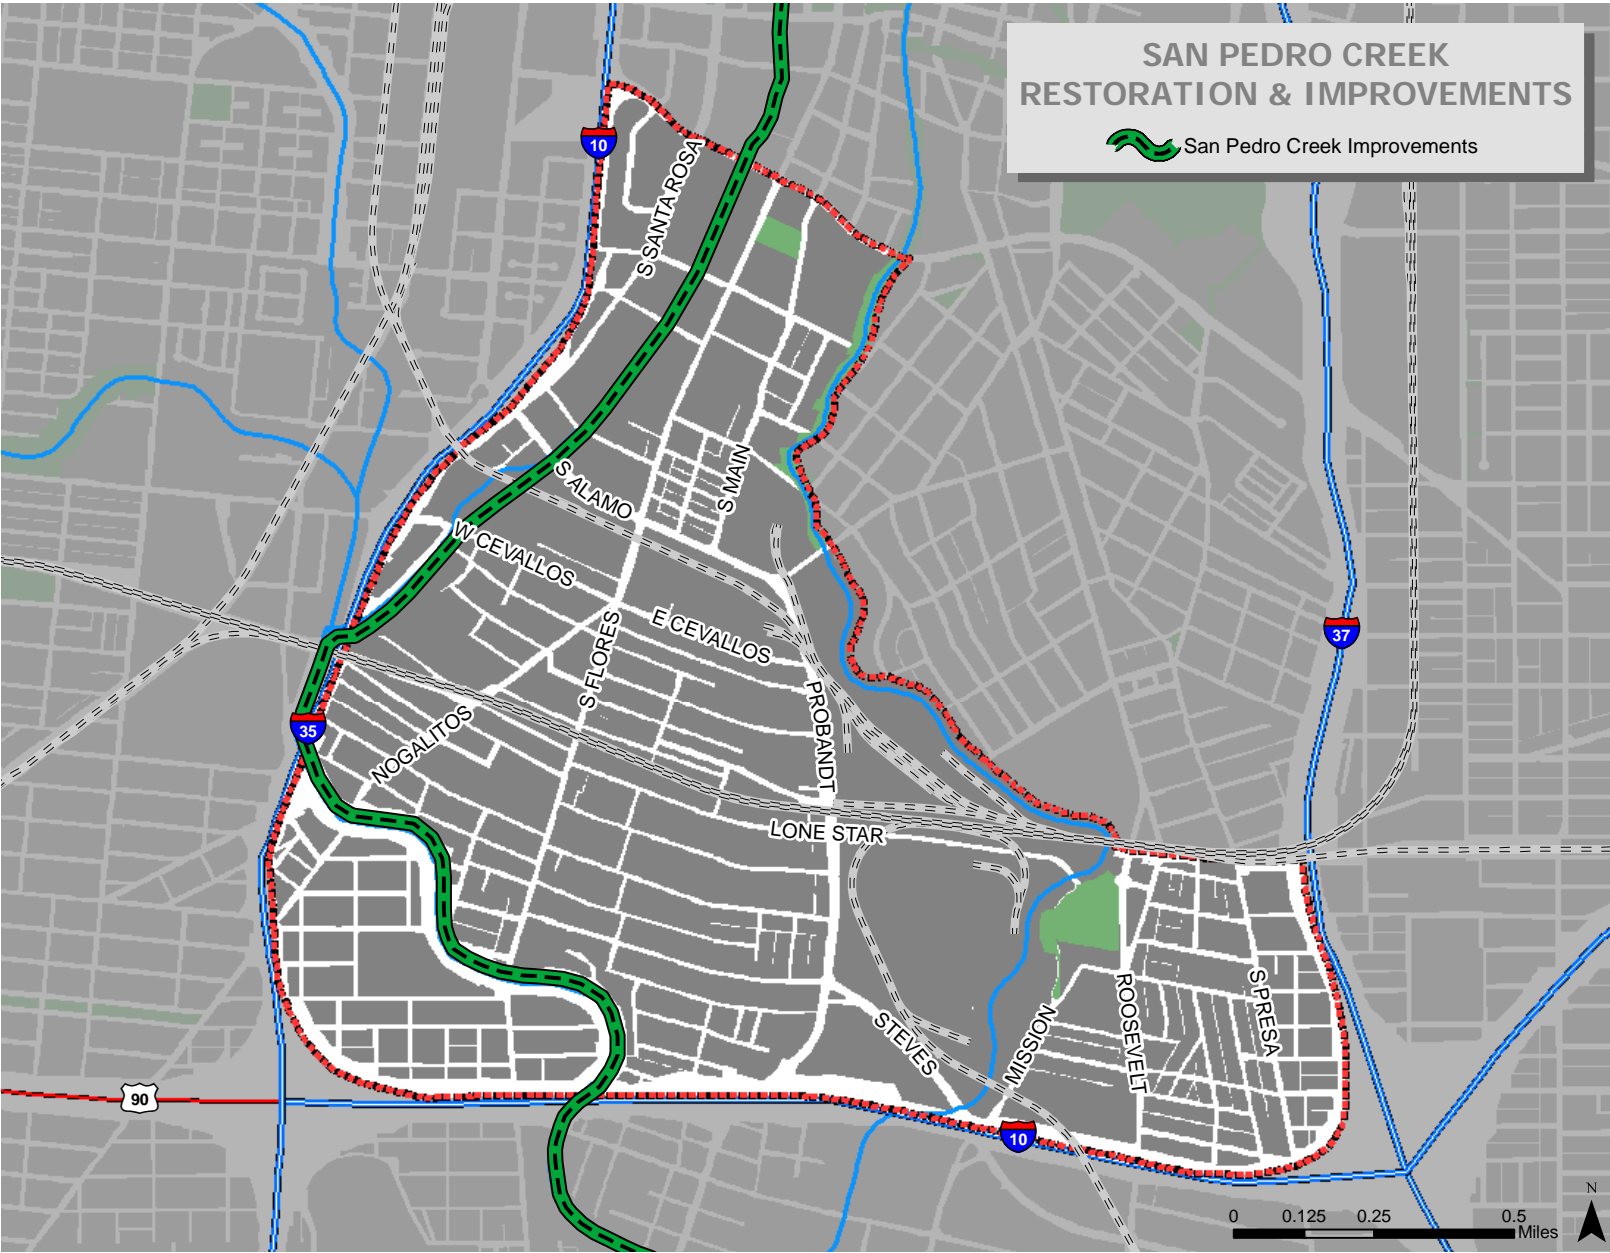 SAN PEDRO CREEK
RESTORATION & IMPROVEMENTS
San Pedro Creek Improvements
10
S SANTA ROSA
S MAIN
S ALAMO
W CEVALLOS
E CEVALLOS
S FLORES
37
PROBANDT
35
NOGALITOS
LONE STAR
STEVES
MISSION
ROOSEVELT
S PRESA
90
10
N
0 0.125 0.25 0.5
Miles